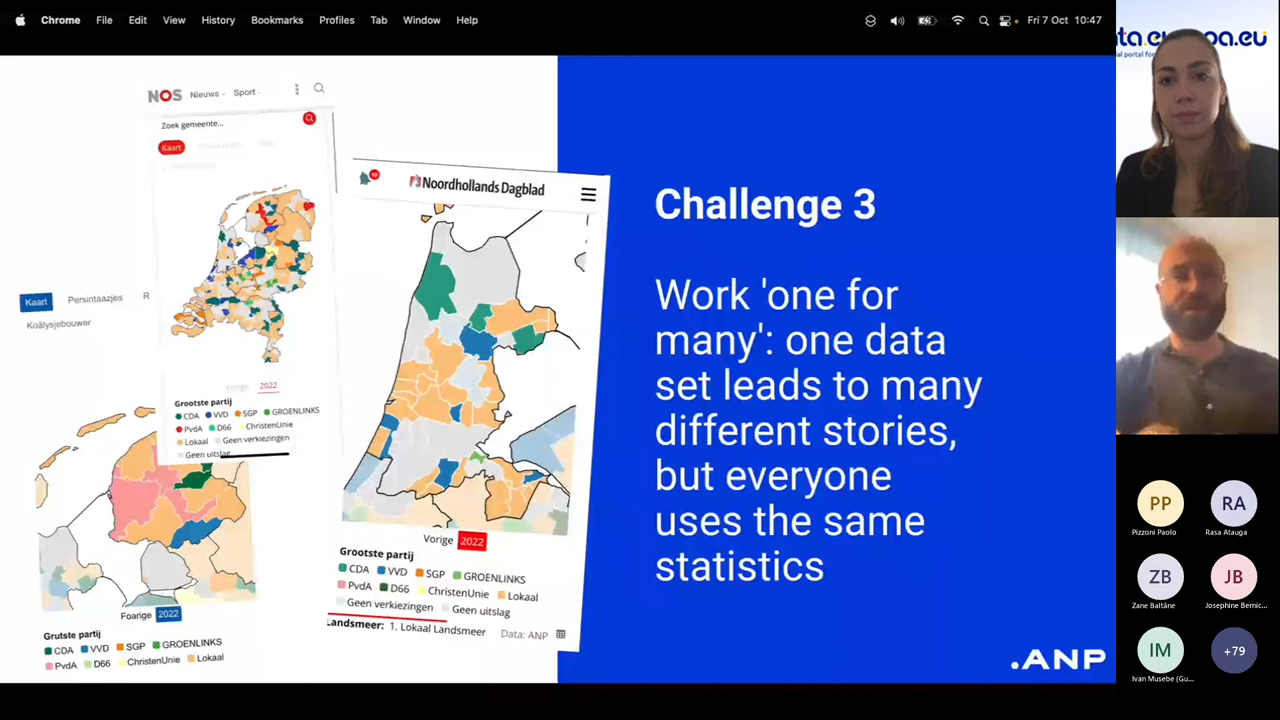 Chrome File Edit View History Bookmarks Profiles Tab Window Help
Fri 7 Oct 10:47
NOS Nieuws Sport
Zoek gemeente...
Kaart
2022
Grootste partij
CDA VVD SGP GROENLINKS
PvdA D66 ChristenUnie
Lokaal Geen verkiezingen
Geen uitslag
Kaart Persintaazjes R
Koälysjebouwer
Foarige 2022
Grutste partij
CDA VVD SGP GROENLINKS
PvdA D66 ChristenUnie Lokaal
Noordhollands Dagblad
Vorige 2022
Grootste partij
CDA VVD SGP GROENLINKS
PvdA D66 ChristenUnie Lokaal
Geen verkiezingen Geen uitslag
Landsmeer: 1. Lokaal Landsmeer Data: ANP
Challenge 3
Work 'one for
many': one data
set leads to many
different stories,
but everyone
uses the same
statistics
.ANP
ta.europa.eu
PP
Pizzoni Paolo
RA
Rasa Atauga
ZB
Zane Baltāne
JB
Josephine Bernic...
IM
Ivan Musebe (Gu...
+79